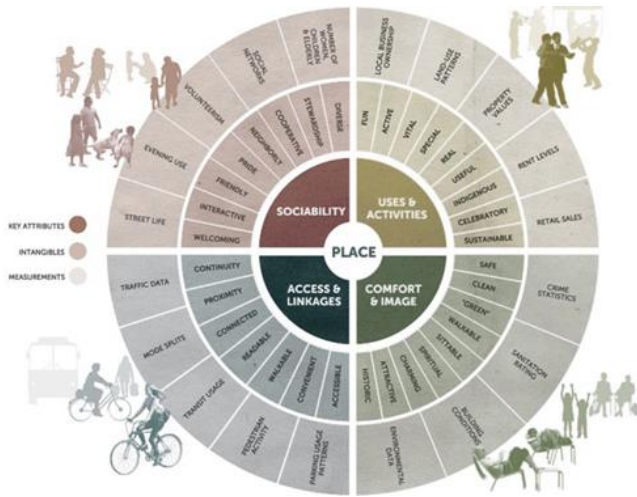 NUMBER OF
WOMEN,
CHILDREN
& ELDERLY
SOCIAL
NETWORKS
VOLUNTEERISM
EVENING USE
STREET LIFE
LOCAL BUSINESS
OWNERSHIP
LAND-USE
PATTERNS
PROPERTY
VALUES
RENT LEVELS
RETAIL SALES
DIVERSE
STEWARDSHIP
COOPERATIVE
NEIGHBORLY
PRIDE
FRIENDLY
INTERACTIVE
WELCOMING
FUN
ACTIVE
VITAL
SPECIAL
REAL
USEFUL
INDIGENOUS
CELEBRATORY
SUSTAINABLE
SOCIABILITY
USES &
ACTIVITIES
PLACE
ACCESS &
LINKAGES
COMFORT
& IMAGE
KEY ATTRIBUTES
INTANGIBLES
MEASUREMENTS
CONTINUITY
PROXIMITY
CONNECTED
READABLE
WALKABLE
CONVENIENT
ACCESSIBLE
SAFE
CLEAN
"GREEN"
WALKABLE
SITTABLE
SPIRITUAL
CHARMING
ATTRACTIVE
HISTORIC
TRAFFIC DATA
MODE SPLITS
TRANSIT USAGE
PEDESTRIAN
ACTIVITY
PARKING USAGE
PATTERNS
CRIME
STATISTICS
SANITATION
RATING
BUILDING
CONDITIONS
ENVIRONMENTAL
DATA